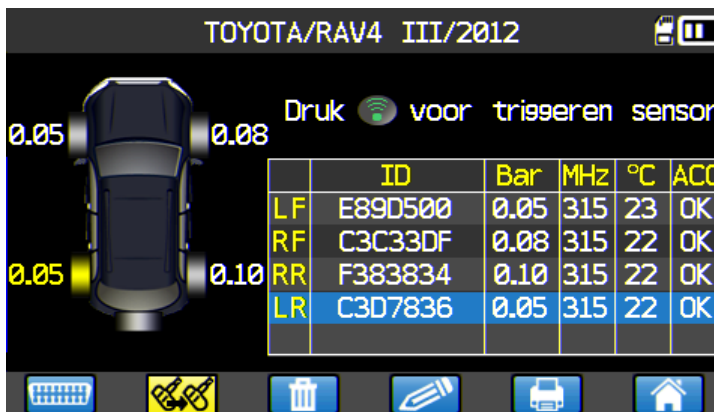 TOYOTA/RAV4 III/2012
Druk voor triggeren sensor
0.05 0.08
0.05 0.10
ID Bar MHz °C ACC
LF E89D500 0.05 315 23 OK
RF C3C33DF 0.08 315 22 OK
RR F383834 0.10 315 22 OK
LR C3D7836 0.05 315 22 OK